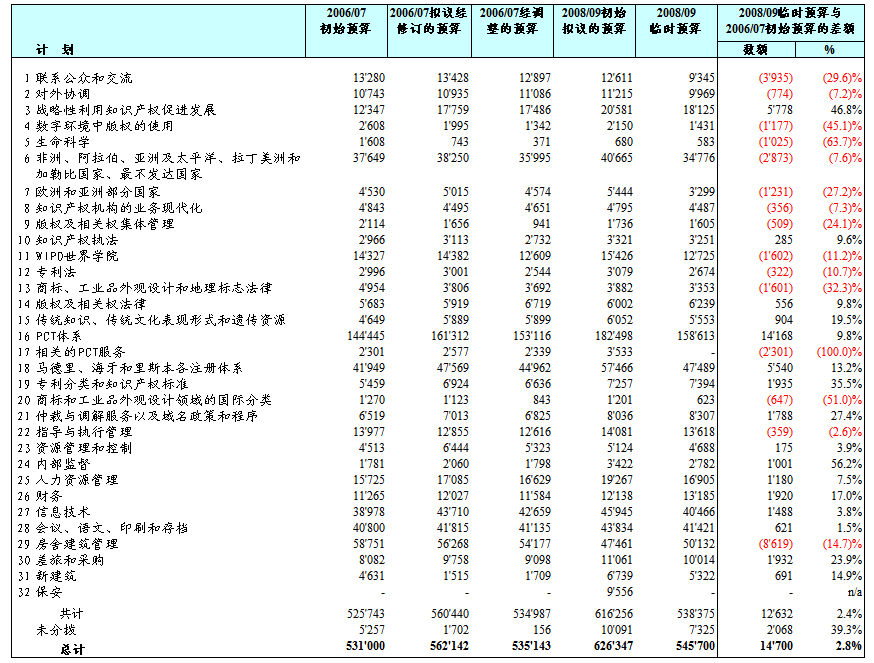 计 划 2006/07 初始预算 2006/07拟议经修订的预算 2006/07经调整的预算 2008/09初始拟议的预算 2008/09 临时预算 2008/09临时预算与2006/07初始预算的差额
数额 %
1 联系公众和交流 13'280 13'428 12'897 12'611 9'345 (3'935) (29.6)%
2 对外协调 10'743 10'935 11'086 11'215 9'969 (774) (7.2)%
3 战略性利用知识产权促进发展 12'347 17'759 17'486 20'581 18'125 5'778 46.8%
4 数字环境中版权的使用 2'608 1'995 1'342 2'150 1'431 (1'177) (45.1)%
5 生命科学 1'608 743 371 680 583 (1'025) (63.7)%
6 非洲、阿拉伯、亚洲及太平洋、拉丁美洲和 37'649 38'250 35'995 40'665 34'776 (2'873) (7.6)%
加勒比国家、最不发达国家
7 欧洲和亚洲部分国家 4'530 5'015 4'574 5'444 3'299 (1'231) (27.2)%
8 知识产权机构的业务现代化 4'843 4'495 4'651 4'795 4'487 (356) (7.3)%
9 版权及相关权集体管理 2'114 1'656 941 1'736 1'605 (509) (24.1)%
10 知识产权执法 2'966 3'113 2'732 3'321 3'251 285 9.6%
11 WIPO世界学院 14'327 14'382 12'609 15'426 12'725 (1'602) (11.2)%
12 专利法 2'996 3'001 2'544 3'079 2'674 (322) (10.7)%
13 商标、工业品外观设计和地理标志法律 4'954 3'806 3'692 3'882 3'353 (1'601) (32.3)%
14 版权及相关权法律 5'683 5'919 6'719 6'002 6'239 556 9.8%
15 传统知识、传统文化表现形式和遗传资源 4'649 5'889 5'899 6'052 5'553 904 19.5%
16 PCT体系 144'445 161'312 153'116 182'498 158'613 14'168 9.8%
17 相关的PCT服务 2'301 2'577 2'339 3'533 - (2'301) (100.0)%
18 马德里、海牙和里斯本各注册体系 41'949 47'569 44'962 57'466 47'489 5'540 13.2%
19 专利分类和知识产权标准 5'459 6'924 6'636 7'257 7'394 1'935 35.5%
20 商标和工业品外观设计领域的国际分类 1'270 1'123 843 1'201 623 (647) (51.0)%
21 仲裁与调解服务以及域名政策和程序 6'519 7'013 6'825 8'036 8'307 1'788 27.4%
22 指导与执行管理 13'977 12'855 12'616 14'081 13'618 (359) (2.6)%
23 资源管理和控制 4'513 6'444 5'323 5'124 4'688 175 3.9%
24 内部监督 1'781 2'060 1'798 3'422 2'782 1'001 56.2%
25 人力资源管理 15'725 17'085 16'629 19'267 16'905 1'180 7.5%
26 财务 11'265 12'027 11'584 12'138 13'185 1'920 17.0%
27 信息技术 38'978 43'710 42'659 45'945 40'466 1'488 3.8%
28 会议、语文、印刷和存档 40'800 41'815 41'135 43'834 41'421 621 1.5%
29 房舍建筑管理 58'751 56'268 54'177 47'461 50'132 (8'619) (14.7)%
30 差旅和采购 8'082 9'758 9'098 11'061 10'014 1'932 23.9%
31 新建筑 4'631 1'515 1'709 6'739 5'322 691 14.9%
32 保安 - - - 9'556 - - n/a
共计 525'743 560'440 534'987 616'256 538'375 12'632 2.4%
未分拨 5'257 1'702 156 10'091 7'325 2'068 39.3%
总计 531'000 562'142 535'143 626'347 545'700 14'700 2.8%